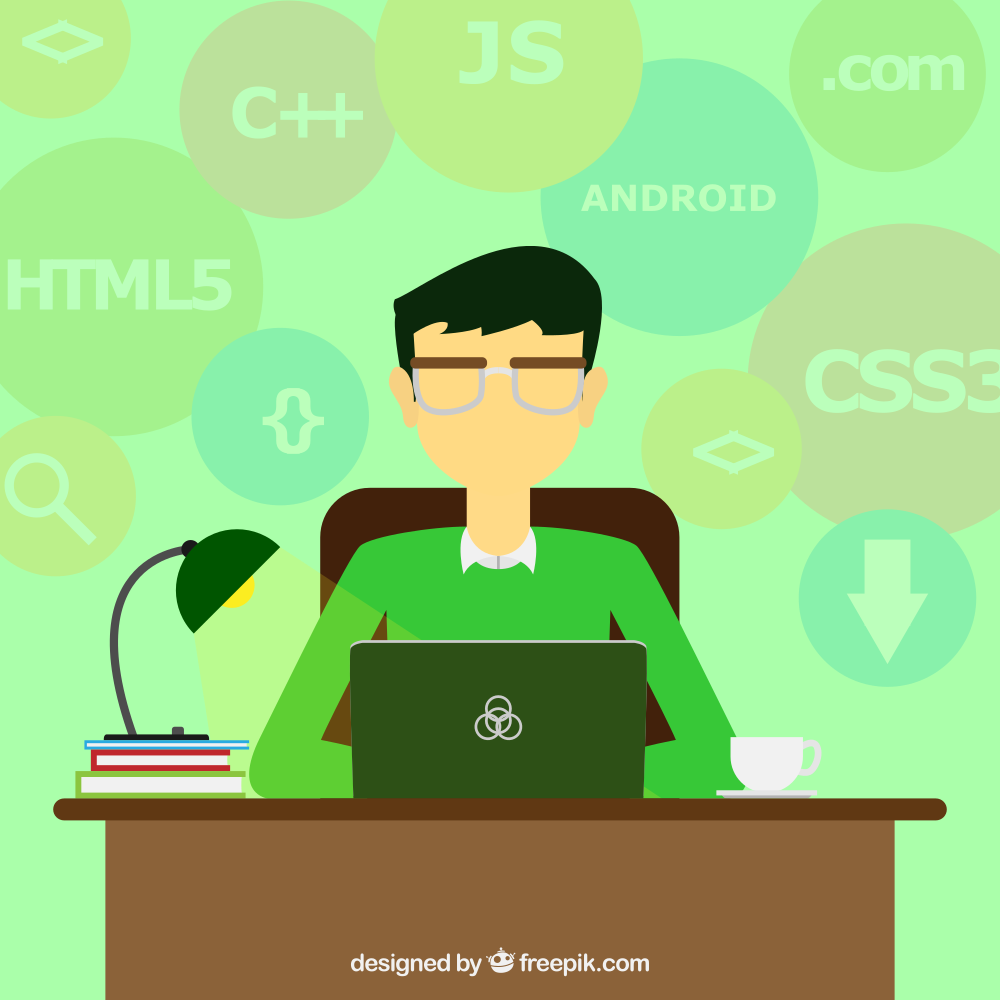 <>
C++
JS
.com
ANDROID
HTML5
CSS3
{}
<>
designed by freepik.com